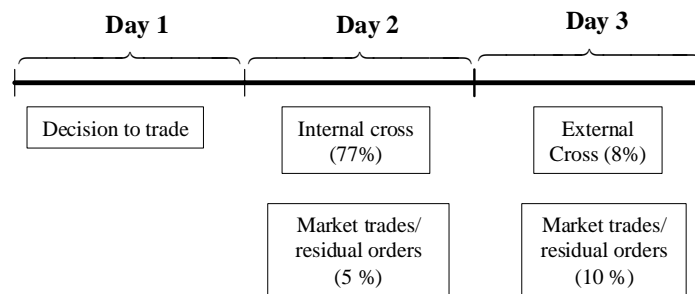 Day 1
Day 2
Day 3
Decision to trade
Internal cross
(77%)
External
Cross (8%)
Market trades/
residual orders
(5 %)
Market trades/
residual orders
(10 %)